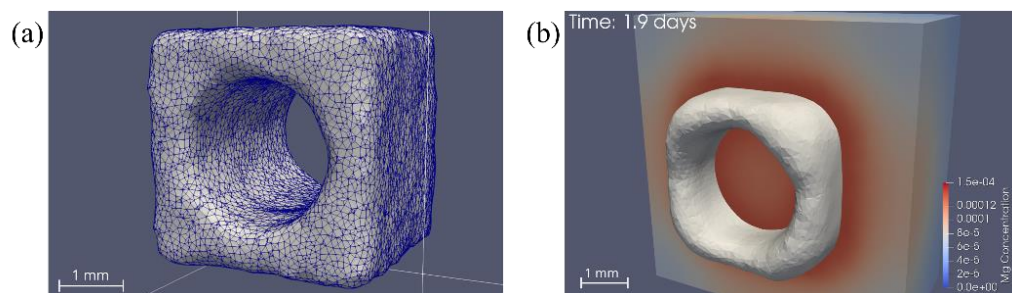 (a)
1 mm
(b)
Time: 1.9 days
1 mm
1.5e-04
0.00012
0.0001
8e-5
6e-5
4e-5
2e-5
0.0e+00
Mg Concentration